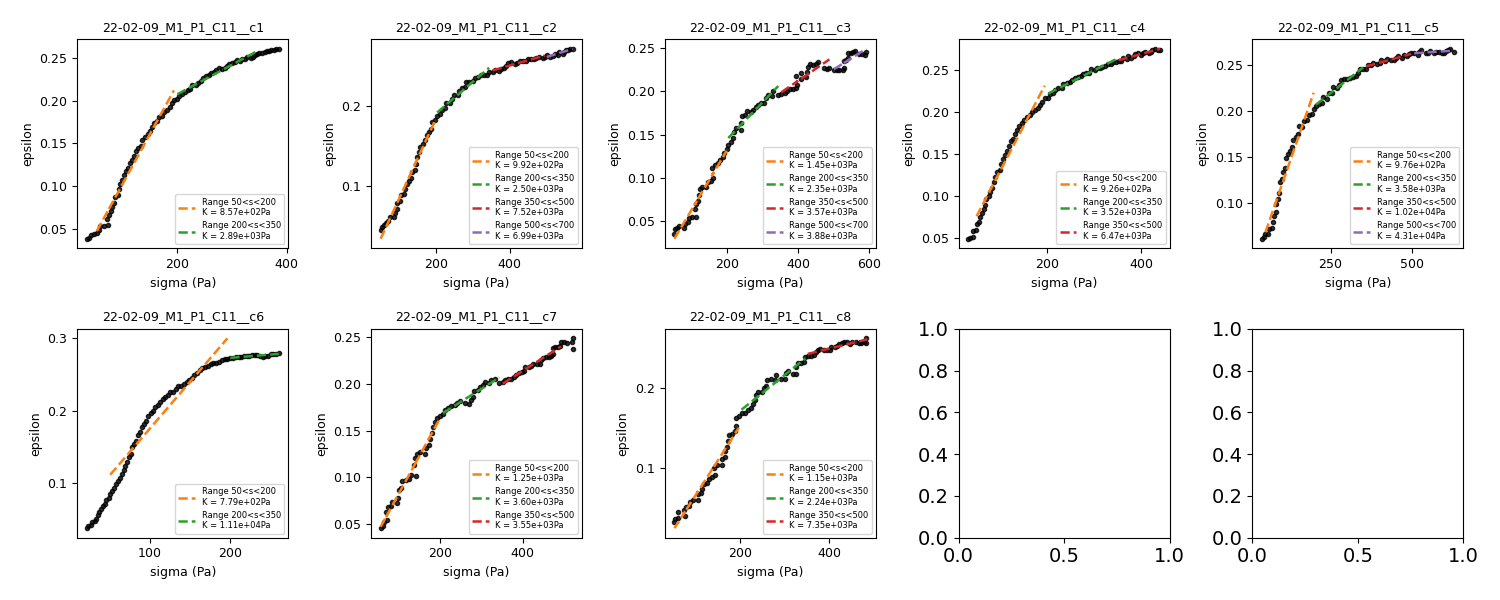 22-02-09_M1_P1_C11__c1
0.25
0.20
0.15
0.10
0.05
epsilon
200
400
sigma (Pa)
Range 50<s<200
K = 8.57e+02Pa
Range 200<s<350
K = 2.89e+03Pa
22-02-09_M1_P1_C11__c2
0.2
0.1
epsilon
200
400
sigma (Pa)
Range 50<s<200
K = 9.92e+02Pa
Range 200<s<350
K = 2.50e+03Pa
Range 350<s<500
K = 7.52e+03Pa
Range 500<s<700
K = 6.99e+03Pa
22-02-09_M1_P1_C11__c3
0.25
0.20
0.15
0.10
0.05
epsilon
200
400
600
sigma (Pa)
Range 50<s<200
K = 1.45e+03Pa
Range 200<s<350
K = 2.35e+03Pa
Range 350<s<500
K = 3.57e+03Pa
Range 500<s<700
K = 3.88e+03Pa
22-02-09_M1_P1_C11__c4
0.25
0.20
0.15
0.10
0.05
epsilon
200
400
sigma (Pa)
Range 50<s<200
K = 9.26e+02Pa
Range 200<s<350
K = 3.52e+03Pa
Range 350<s<500
K = 6.47e+03Pa
22-02-09_M1_P1_C11__c5
0.25
0.20
0.15
0.10
epsilon
250
500
sigma (Pa)
Range 50<s<200
K = 9.76e+02Pa
Range 200<s<350
K = 3.58e+03Pa
Range 350<s<500
K = 1.02e+04Pa
Range 500<s<700
K = 4.31e+04Pa
22-02-09_M1_P1_C11__c6
0.3
0.2
0.1
epsilon
100
200
sigma (Pa)
Range 50<s<200
K = 7.79e+02Pa
Range 200<s<350
K = 1.11e+04Pa
22-02-09_M1_P1_C11__c7
0.25
0.20
0.15
0.10
0.05
epsilon
200
400
sigma (Pa)
Range 50<s<200
K = 1.25e+03Pa
Range 200<s<350
K = 3.60e+03Pa
Range 350<s<500
K = 3.55e+03Pa
22-02-09_M1_P1_C11__c8
0.2
0.1
epsilon
200
400
sigma (Pa)
Range 50<s<200
K = 1.15e+03Pa
Range 200<s<350
K = 2.24e+03Pa
Range 350<s<500
K = 7.35e+03Pa
1.0
0.8
0.6
0.4
0.2
0.0
0.0
0.5
1.0
1.0
0.8
0.6
0.4
0.2
0.0
0.0
0.5
1.0